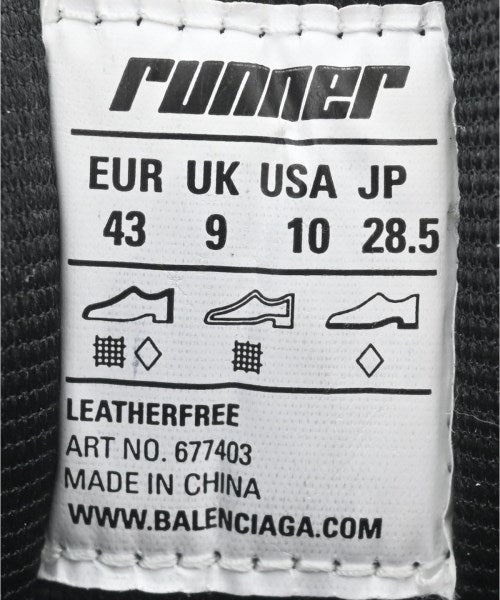 runner
EUR UK USA JP
43 9 10 28.5
LEATHERFREE
ART NO. 677403
MADE IN CHINA
WWW.BALENCIAGA.COM